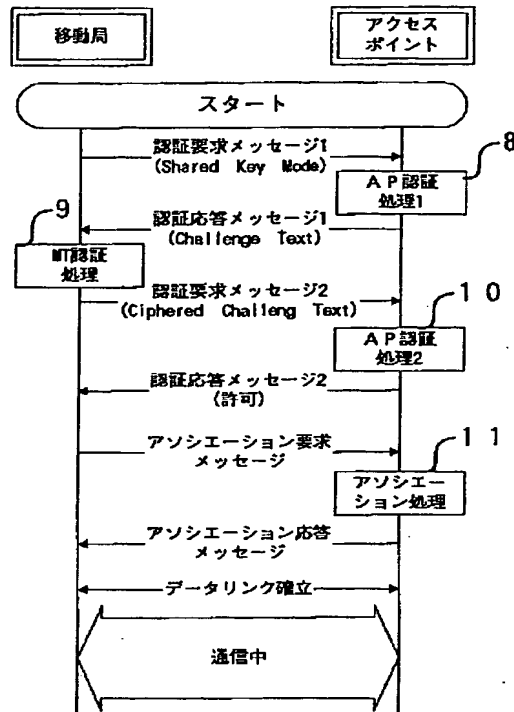 移動局
アクセス
ポイント
スタート
認証要求メッセージ1
(Shared Key Mode)
8
AP認証
処理1
認証応答メッセージ1
(Challenge Text)
9
MT認証
処理
認証要求メッセージ2
(Ciphered Challeng Text)
10
AP認証
処理2
認証応答メッセージ2
(許可)
アソシエーション要求
メッセージ
11
アソシエー
ション処理
アソシエーション応答
メッセージ
データリンク確立
通信中